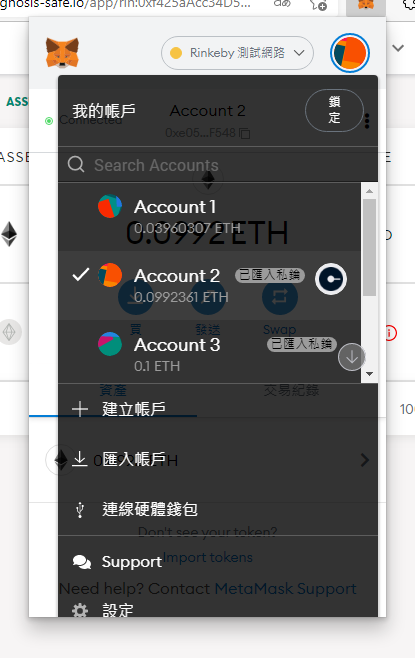 gnosis-safe.io/app/rin:0xf425aAcc34D5...
Rinkeby 測試網路
ASS
我的帳戶
鎖定
Connected
Account 2
0xe05...F548
ASSE
E
Search Accounts
Account 1
0.03960307 ETH
0.0992 ETH
Account 2
已匯入私鑰
0.0992361 ETH
買
發送
Swap
Account 3
已匯入私鑰
0.1 ETH
資產
交易紀錄
建立帳戶
10
匯入帳戶
連線硬體錢包
Don't see your token?
Import tokens
Support
Need help? Contact MetaMask Support
設定